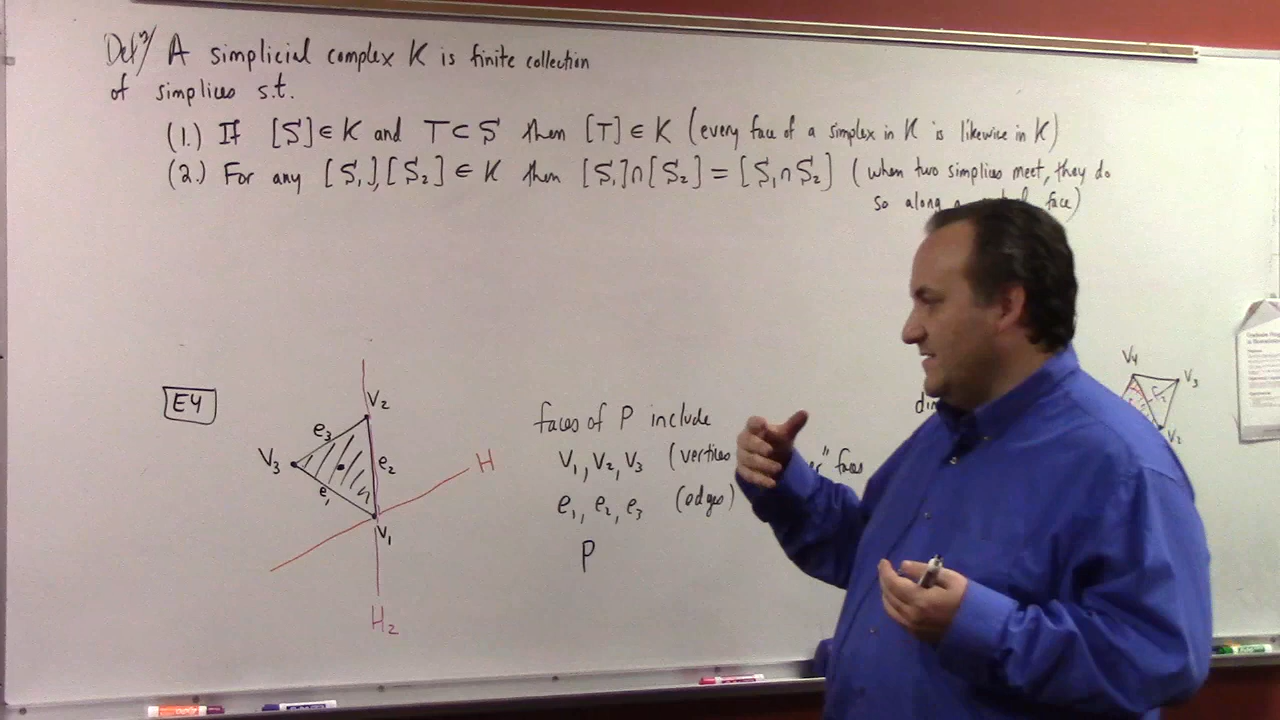 Defⁿ/ A simplicial complex K is finite collection
of simplices s.t.
(1.) If [S] ∈ K and T ⊂ S then [T] ∈ K (every face of a simplex in K is likewise in K)
(2.) For any [S₁],[S₂] ∈ K then [S₁]∩[S₂] = [S₁∩S₂] (when two simplices meet, they do
so along a face)
E4
V₂
e₃
V₃
e₂
e₁
V₁
H
H₂
faces of P include
V₁, V₂, V₃ (vertices
e₁, e₂, e₃ (edges)
P
faces
V₄
V₃
V₂